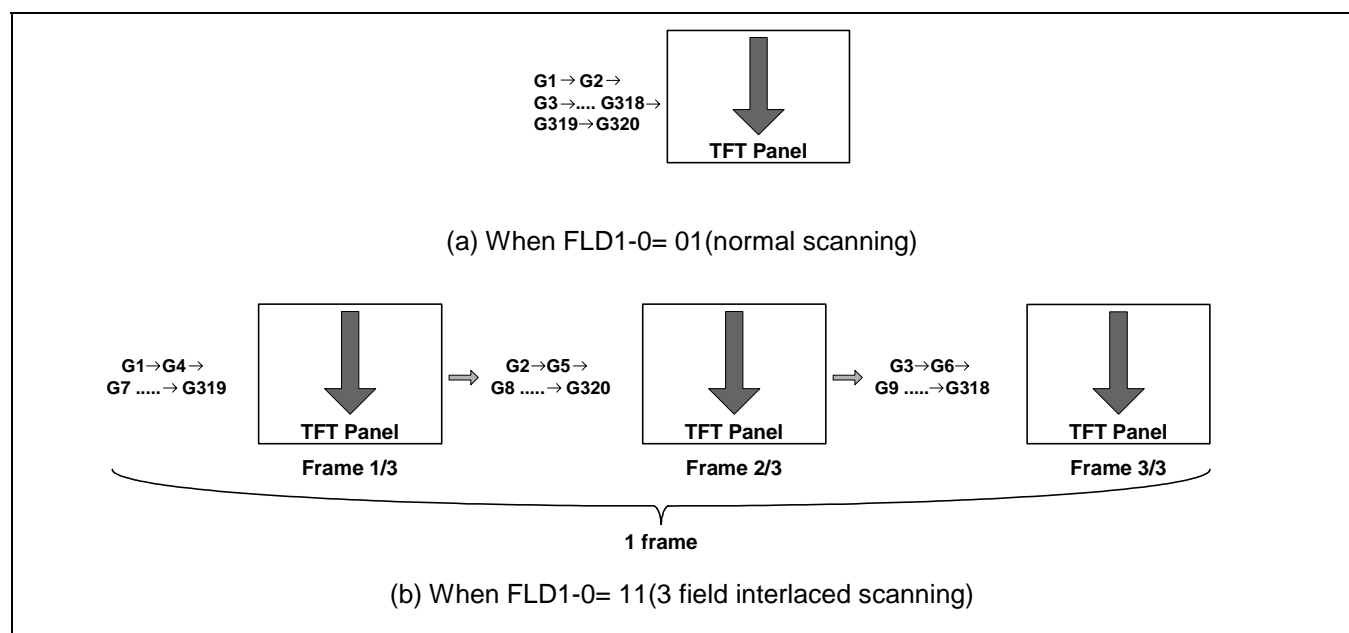 G1→G2→
G3→.... G318→
G319→G320
TFT Panel
(a) When FLD1-0= 01(normal scanning)
G1→G4→
G7 .....→G319
TFT Panel
Frame 1/3
G2→G5→
G8 .....→G320
TFT Panel
Frame 2/3
G3→G6→
G9 .....→G318
TFT Panel
Frame 3/3
1 frame
(b) When FLD1-0= 11(3 field interlaced scanning)